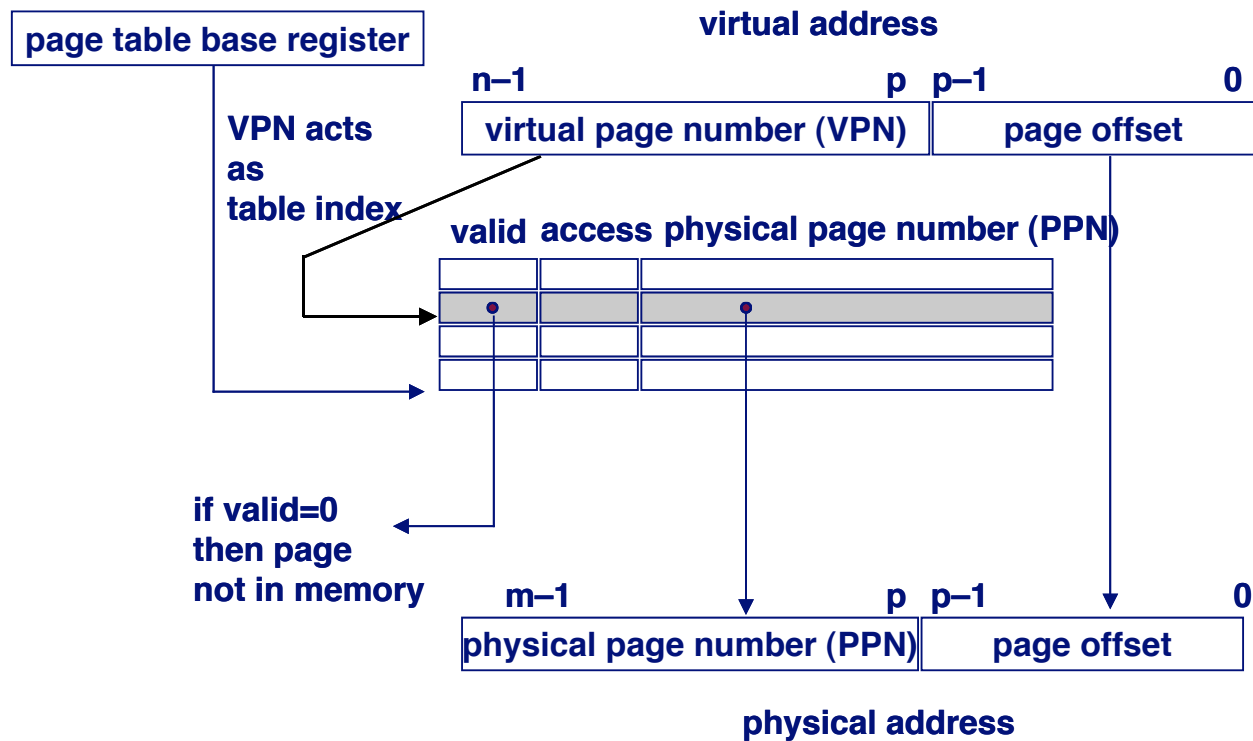 page table base register
virtual address
n–1 p p–1 0
virtual page number (VPN) page offset
VPN acts
as
table index
valid access physical page number (PPN)
if valid=0
then page
not in memory
m–1 p p–1 0
physical page number (PPN) page offset
physical address